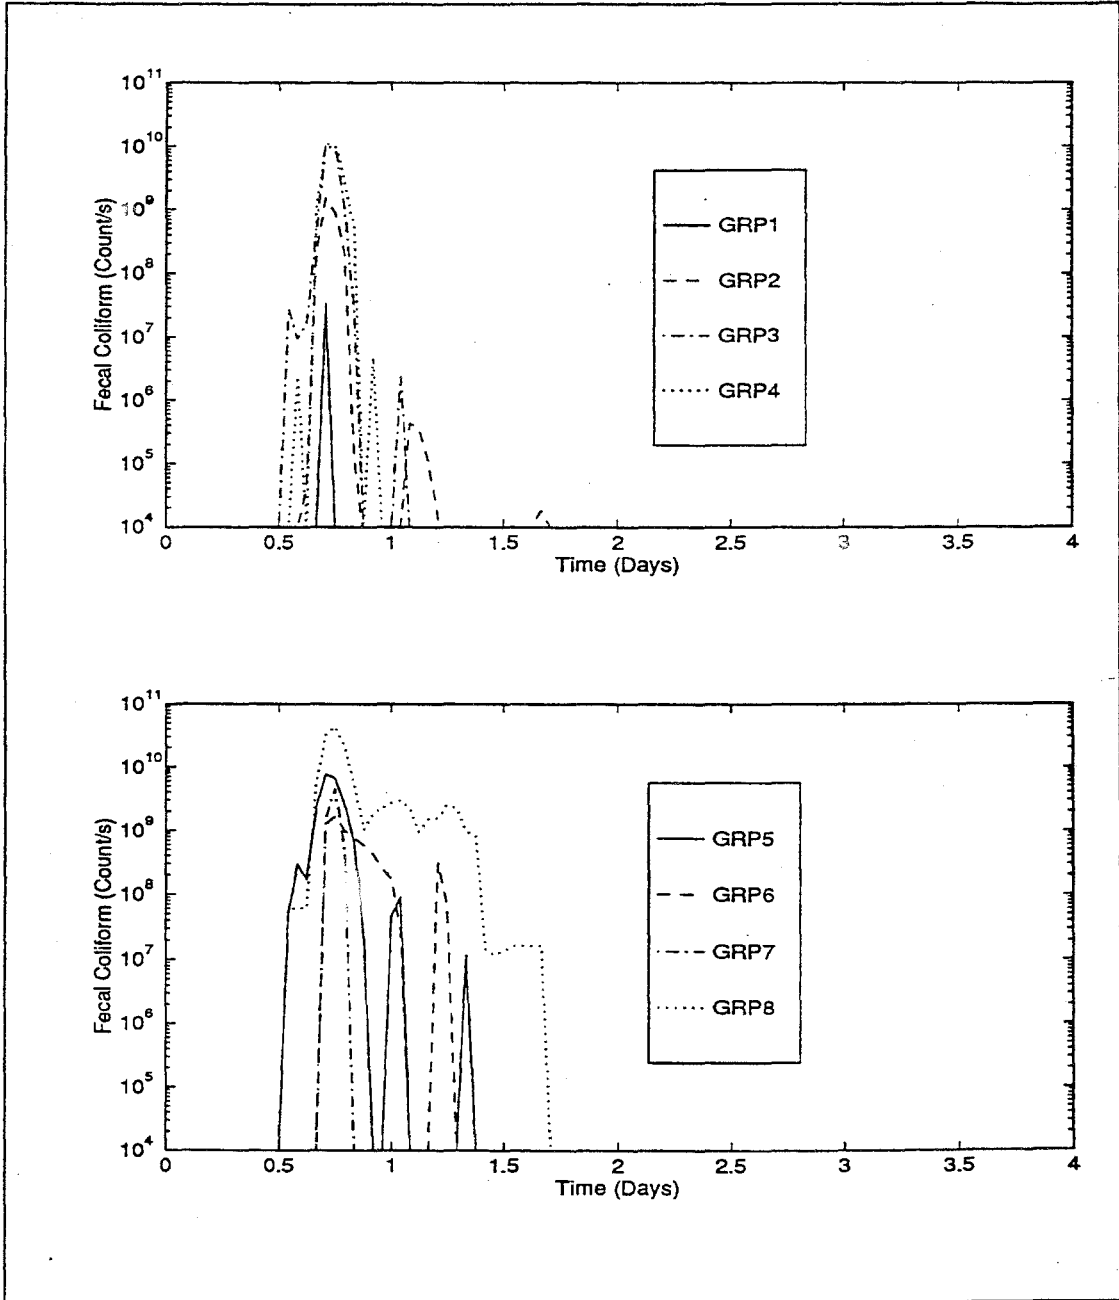 10^11
10^10
10^9
10^8
10^7
10^6
10^5
10^4
Fecal Coliform (Count/s)
GRP1
GRP2
GRP3
GRP4
0 0.5 1 1.5 2 2.5 3 3.5 4
Time (Days)
10^11
10^10
10^9
10^8
10^7
10^6
10^5
10^4
Fecal Coliform (Count/s)
GRP5
GRP6
GRP7
GRP8
0 0.5 1 1.5 2 2.5 3 3.5 4
Time (Days)